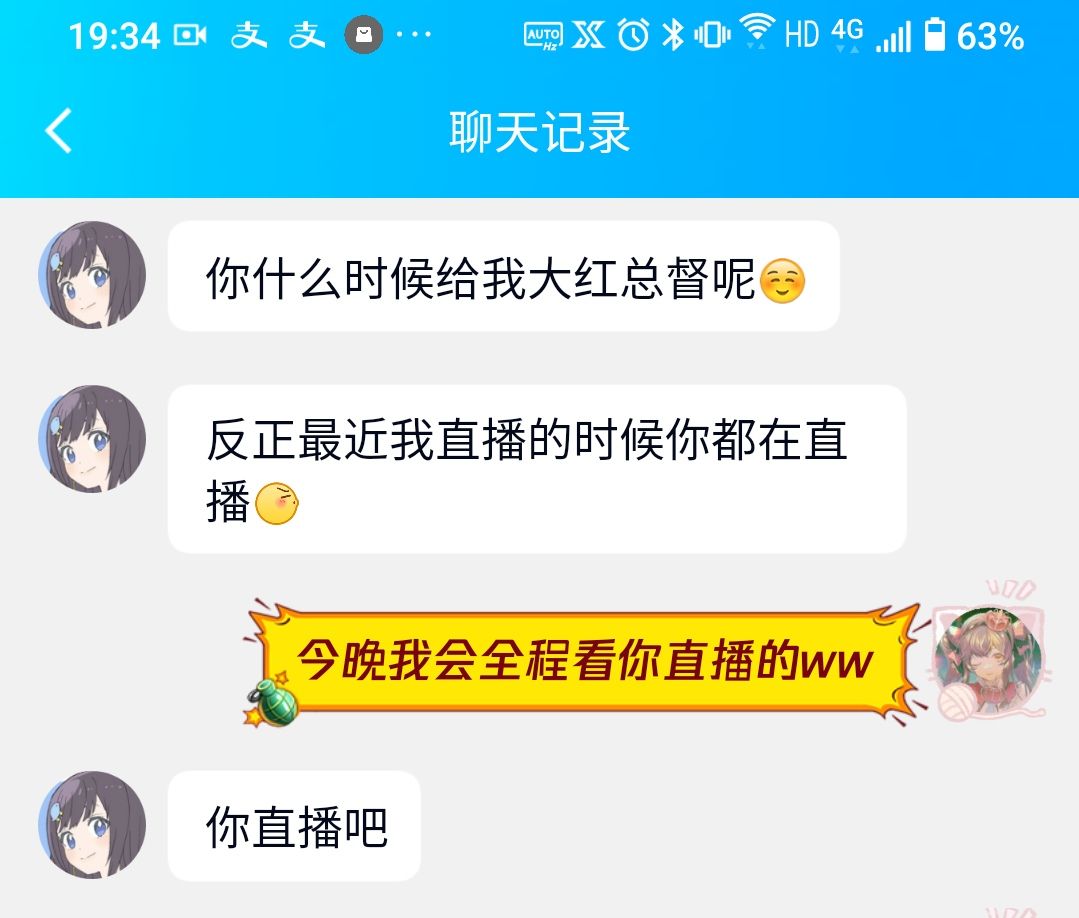 19:34 支 支 ... AUTO Hz HD 4G 63%
聊天记录
你什么时候给我大红总督呢☺️
反正最近我直播的时候你都在直
播
今晚我会全程看你直播的ww
你直播吧